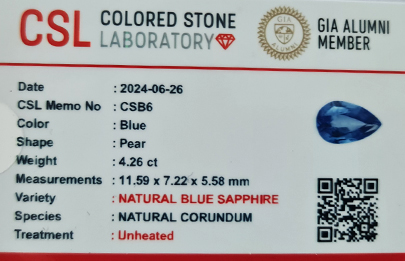 CSL COLORED STONE LABORATORY
GIA ALUMNI MEMBER
GIA
ALUMNI
Date : 2024-06-26
CSL Memo No : CSB6
Color : Blue
Shape : Pear
Weight : 4.26 ct
Measurements : 11.59 x 7.22 x 5.58 mm
Variety : NATURAL BLUE SAPPHIRE
Species : NATURAL CORUNDUM
Treatment : Unheated